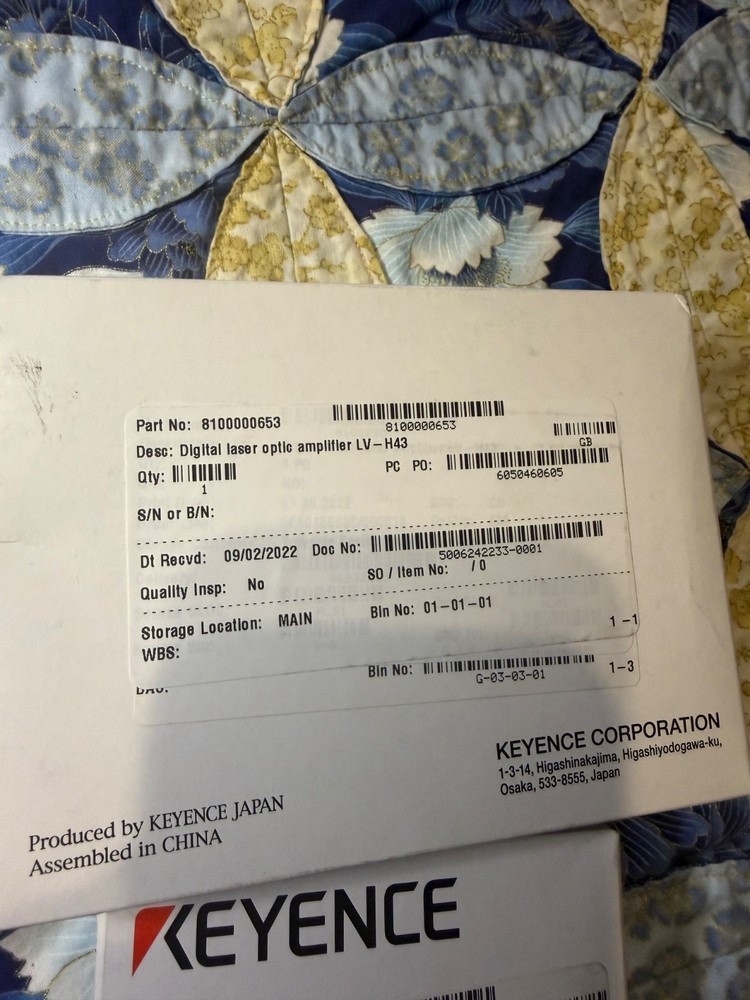 Part No: 8100000653
8100000653
Desc: Digital laser optic amplifier LV-H43
GB
Qty:
1
PC PO:
6050460605
S/N or B/N:
Dt Recvd: 09/02/2022 Doc No:
5006242233-0001
Quality Insp: No SO / Item No: / 0
Storage Location: MAIN Bin No: 01-01-01
1 -1
WBS:
Bin No:
G-03-03-01
1-3
KEYENCE CORPORATION
1-3-14, Higashinakajima, Higashiyodogawa-ku,
Osaka, 533-8555, Japan
Produced by KEYENCE JAPAN
Assembled in CHINA
KEYENCE